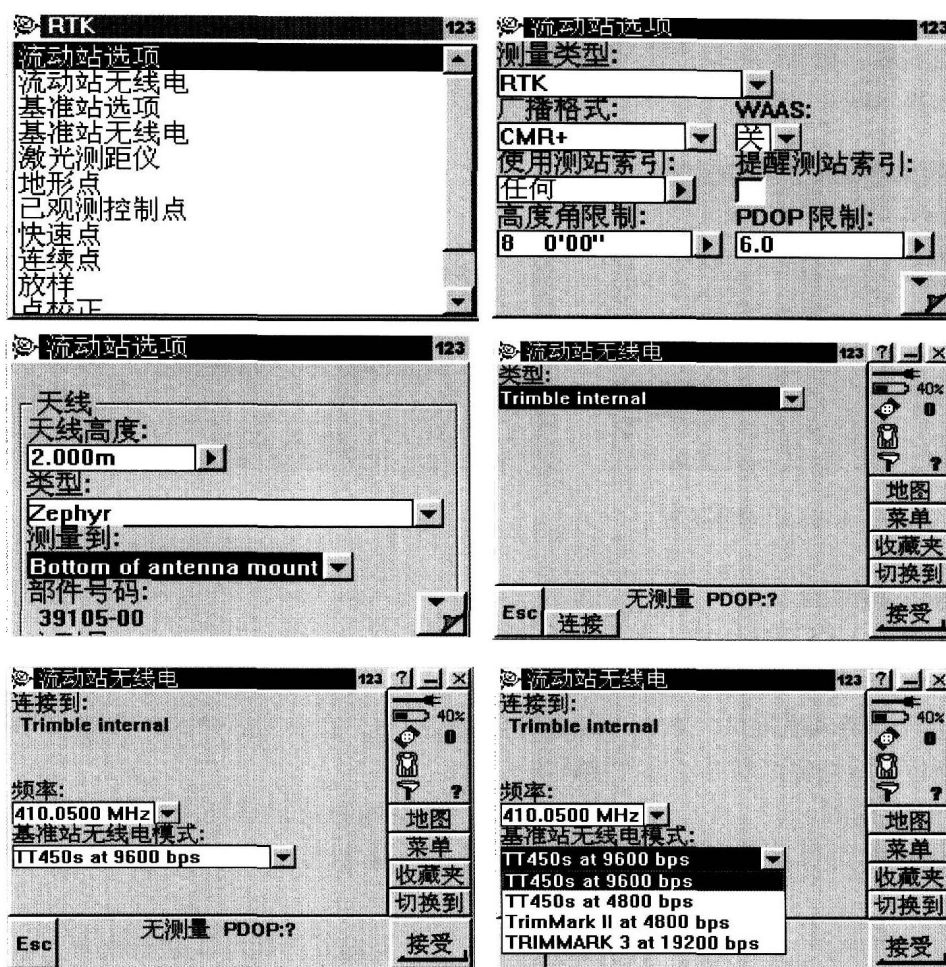 RTK 123
流动站选项
流动站无线电
基准站选项
基准站无线电
激光测距仪
地形点
已观测控制点
快速点
连续点
放样
点校正
流动站选项 123
测量类型:
RTK
广播格式: WAAS:
CMR+ 关
使用测站索引: 提醒测站索引:
任何
高度角限制: PDOP 限制:
8 0'00" 6.0
流动站选项 123
天线
天线高度:
2.000m
类型:
Zephyr
测量到:
Bottom of antenna mount
部件号码:
39105-00
流动站无线电 123 ?
类型:
Trimble internal
40%
0
?
地图
菜单
收藏夹
切换到
Esc 连接 无测量 PDOP:? 接受
流动站无线电 123 ?
连接到:
Trimble internal
40%
0
?
频率:
410.0500 MHz
基准站无线电模式:
TT450s at 9600 bps
地图
菜单
收藏夹
切换到
Esc 无测量 PDOP:? 接受
流动站无线电 123 ?
连接到:
Trimble internal
40%
0
?
频率:
410.0500 MHz
基准站无线电模式:
TT450s at 9600 bps
TT450s at 9600 bps
TT450s at 4800 bps
TrimMark II at 4800 bps
TRIMMARK 3 at 19200 bps
地图
菜单
收藏夹
切换到
Esc 接受